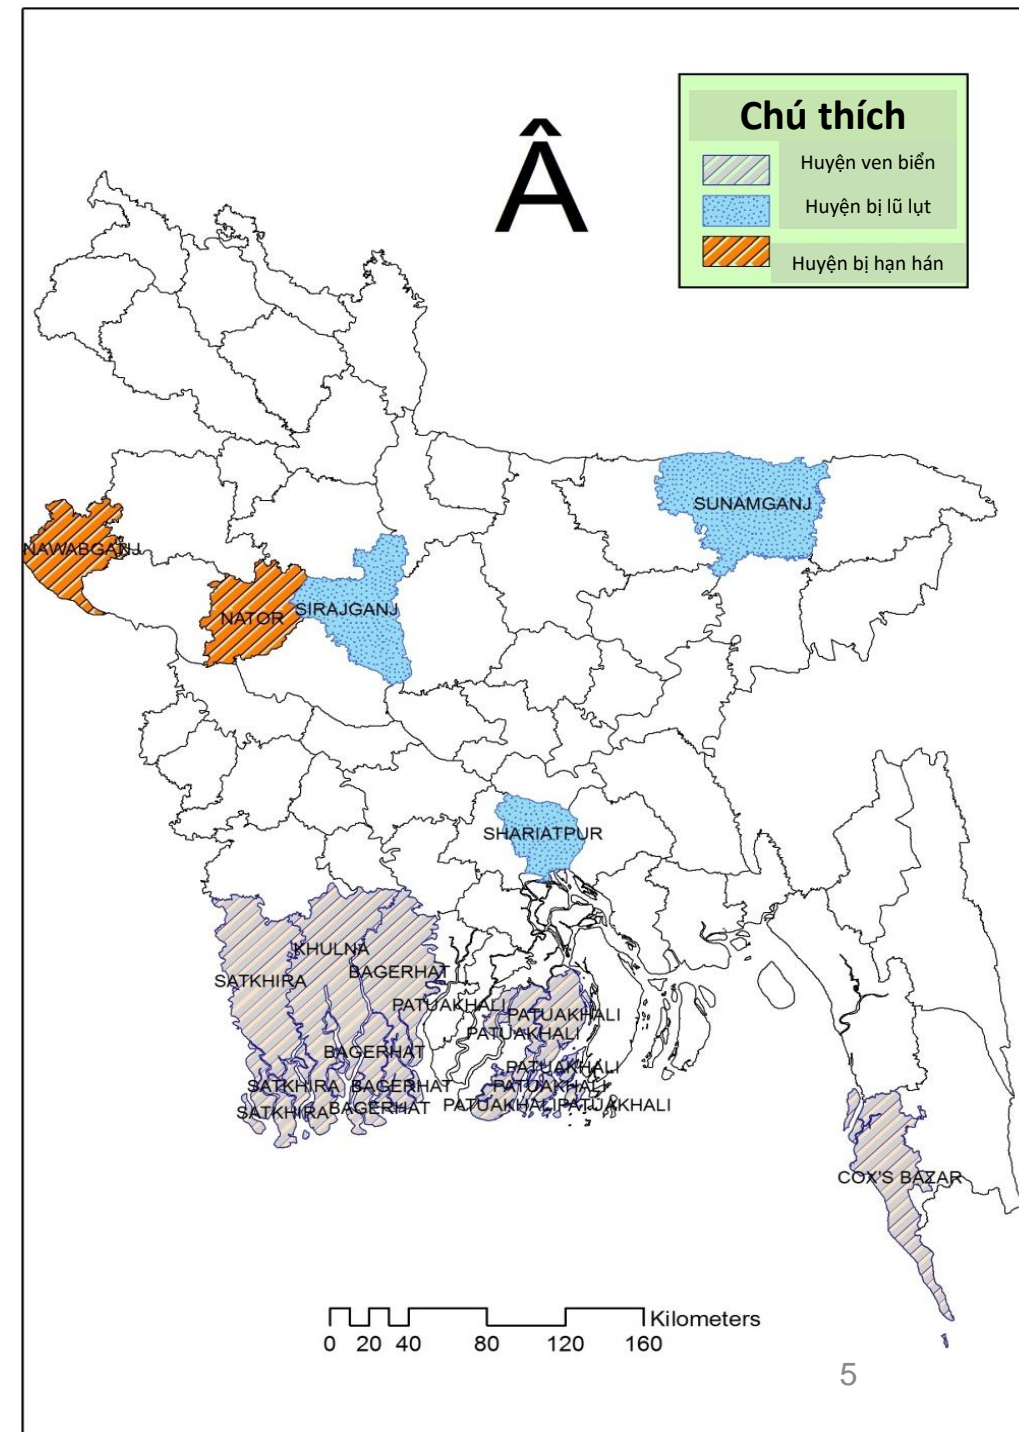 Chú thích
Huyện ven biển
Huyện bị lũ lụt
Huyện bị hạn hán
Â
SUNAMGANJ
NAWABGANJ
SIRAJGANJ
NATOR
SHARIATPUR
KHULNA
BAGERHAT
SATKHIRA
PATUAKHALI
PATUAKHALI
PATUAKHALI
BAGERHAT
PATUAKHALI
SATKHIRA
BAGERHAT
PATUAKHALI
SATKHIRA
BAGERHAT
PATUAKHALI
PATUAKHALI
COX'S BAZAR
Kilometers
0 20 40 80 120 160
5